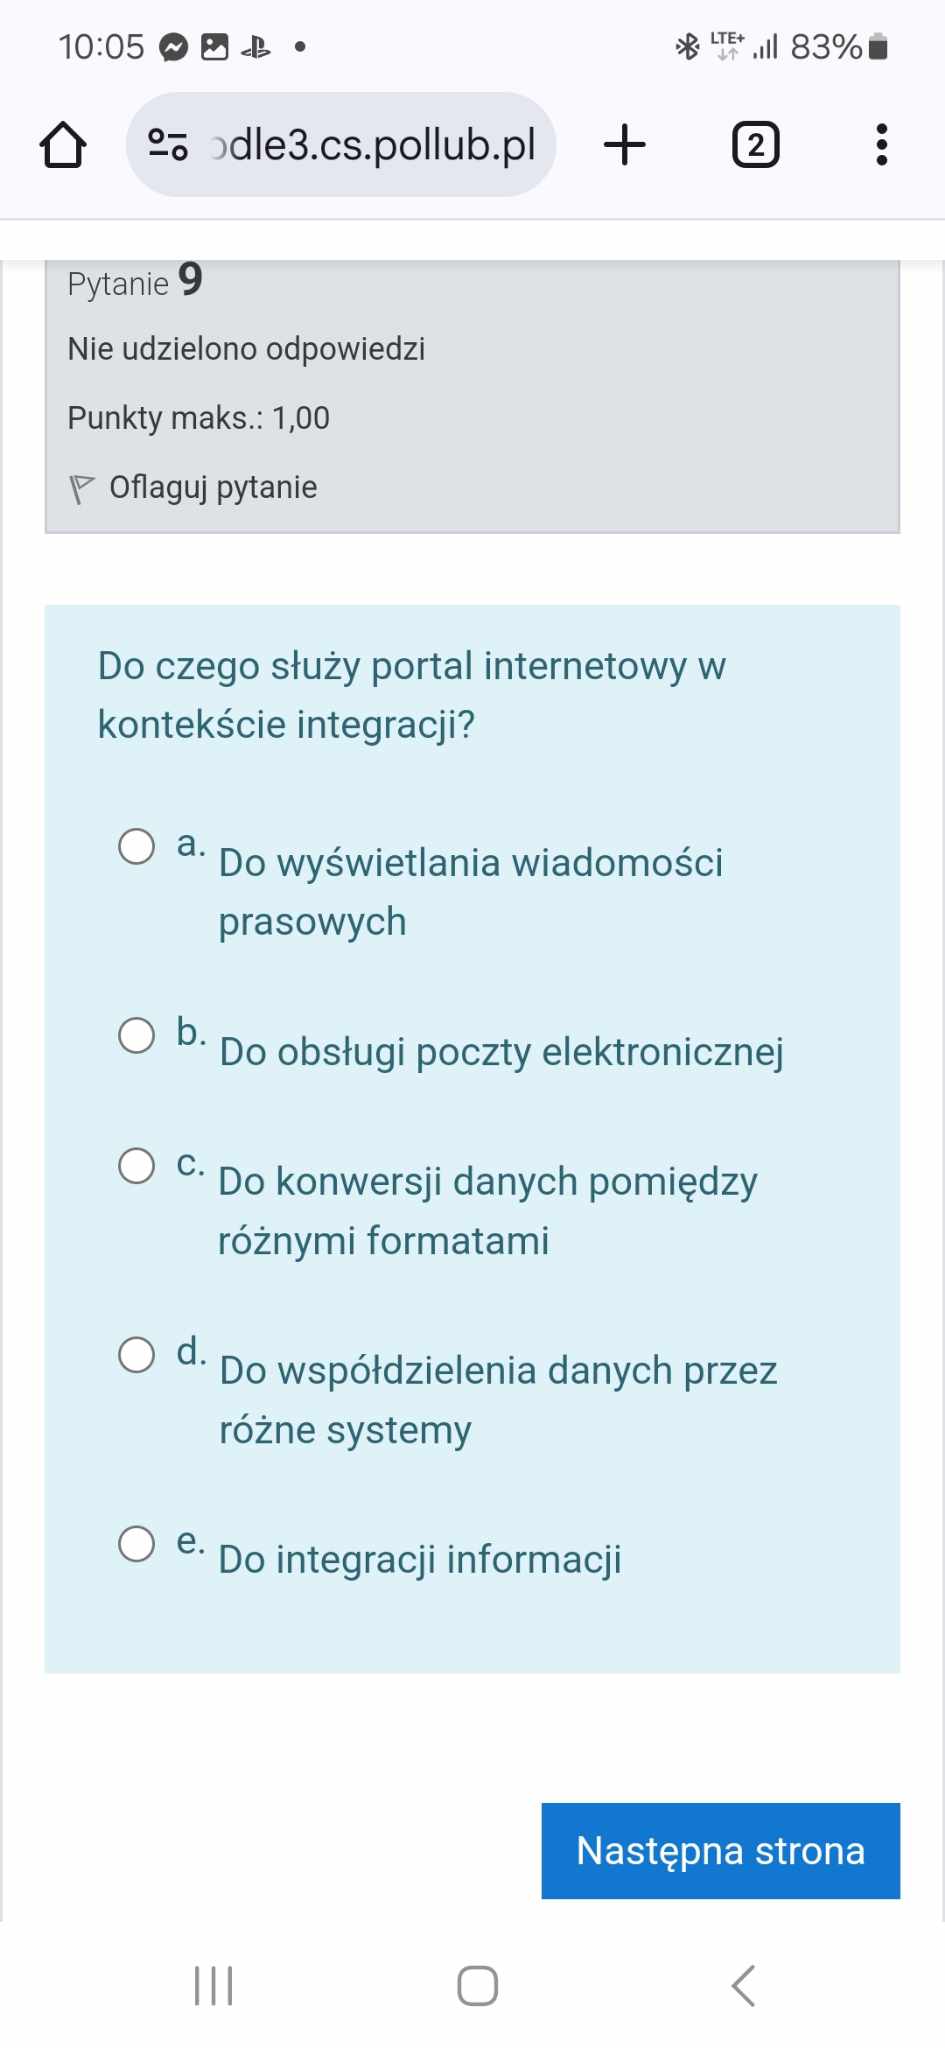 10:05
LTE+
83%
odle3.cs.pollub.pl
2
Pytanie 9
Nie udzielono odpowiedzi
Punkty maks.: 1,00
Oflaguj pytanie
Do czego służy portal internetowy w
kontekście integracji?
a.
Do wyświetlania wiadomości
prasowych
b.
Do obsługi poczty elektronicznej
c.
Do konwersji danych pomiędzy
różnymi formatami
d.
Do współdzielenia danych przez
różne systemy
e.
Do integracji informacji
Następna strona